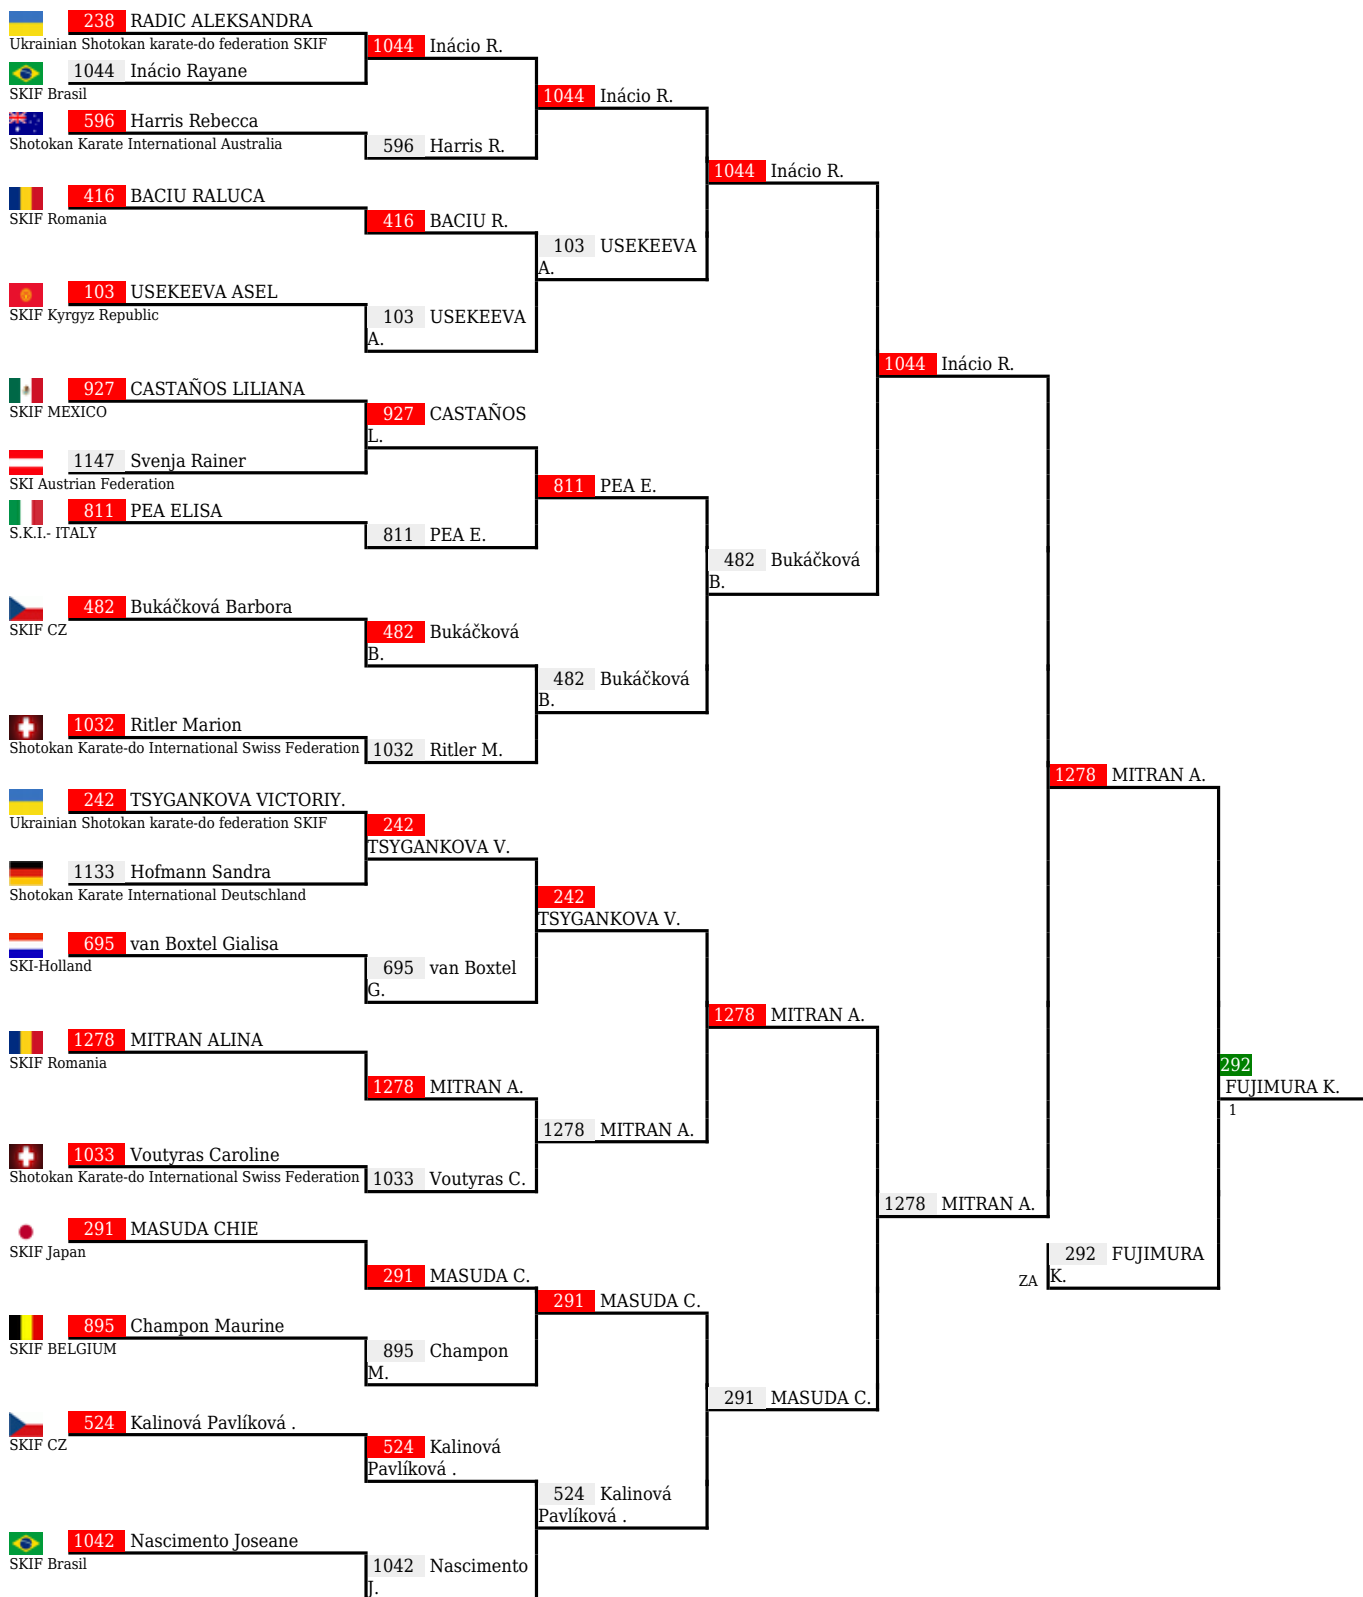 238 RADIC ALEKSANDRA
Ukrainian Shotokan karate-do federation SKIF
1044 Inácio R.
1044 Inácio Rayane
SKIF Brasil
1044 Inácio R.
596 Harris Rebecca
Shotokan Karate International Australia
596 Harris R.
1044 Inácio R.
416 BACIU RALUCA
SKIF Romania
416 BACIU R.
103 USEKEEVA
A.
103 USEKEEVA ASEL
SKIF Kyrgyz Republic
103 USEKEEVA
A.
1044 Inácio R.
927 CASTAÑOS LILIANA
SKIF MEXICO
927 CASTAÑOS
L.
1147 Svenja Rainer
SKI Austrian Federation
811 PEA E.
811 PEA ELISA
S.K.I.- ITALY
811 PEA E.
482 Bukáčková
B.
482 Bukáčková Barbora
SKIF CZ
482 Bukáčková
B.
482 Bukáčková
B.
1032 Ritler Marion
Shotokan Karate-do International Swiss Federation
1032 Ritler M.
1278 MITRAN A.
242 TSYGANKOVA VICTORIY.
Ukrainian Shotokan karate-do federation SKIF
242
TSYGANKOVA V.
1133 Hofmann Sandra
Shotokan Karate International Deutschland
242
TSYGANKOVA V.
695 van Boxtel Gialisa
SKI-Holland
695 van Boxtel
G.
1278 MITRAN A.
1278 MITRAN ALINA
SKIF Romania
292
FUJIMURA K.
1
1278 MITRAN A.
1278 MITRAN A.
1033 Voutyras Caroline
Shotokan Karate-do International Swiss Federation
1033 Voutyras C.
1278 MITRAN A.
291 MASUDA CHIE
SKIF Japan
292 FUJIMURA
K.
ZA
291 MASUDA C.
291 MASUDA C.
895 Champon Maurine
SKIF BELGIUM
895 Champon
M.
291 MASUDA C.
524 Kalinová Pavlíková .
SKIF CZ
524 Kalinová
Pavlíková .
524 Kalinová
Pavlíková .
1042 Nascimento Joseane
SKIF Brasil
1042 Nascimento
J.